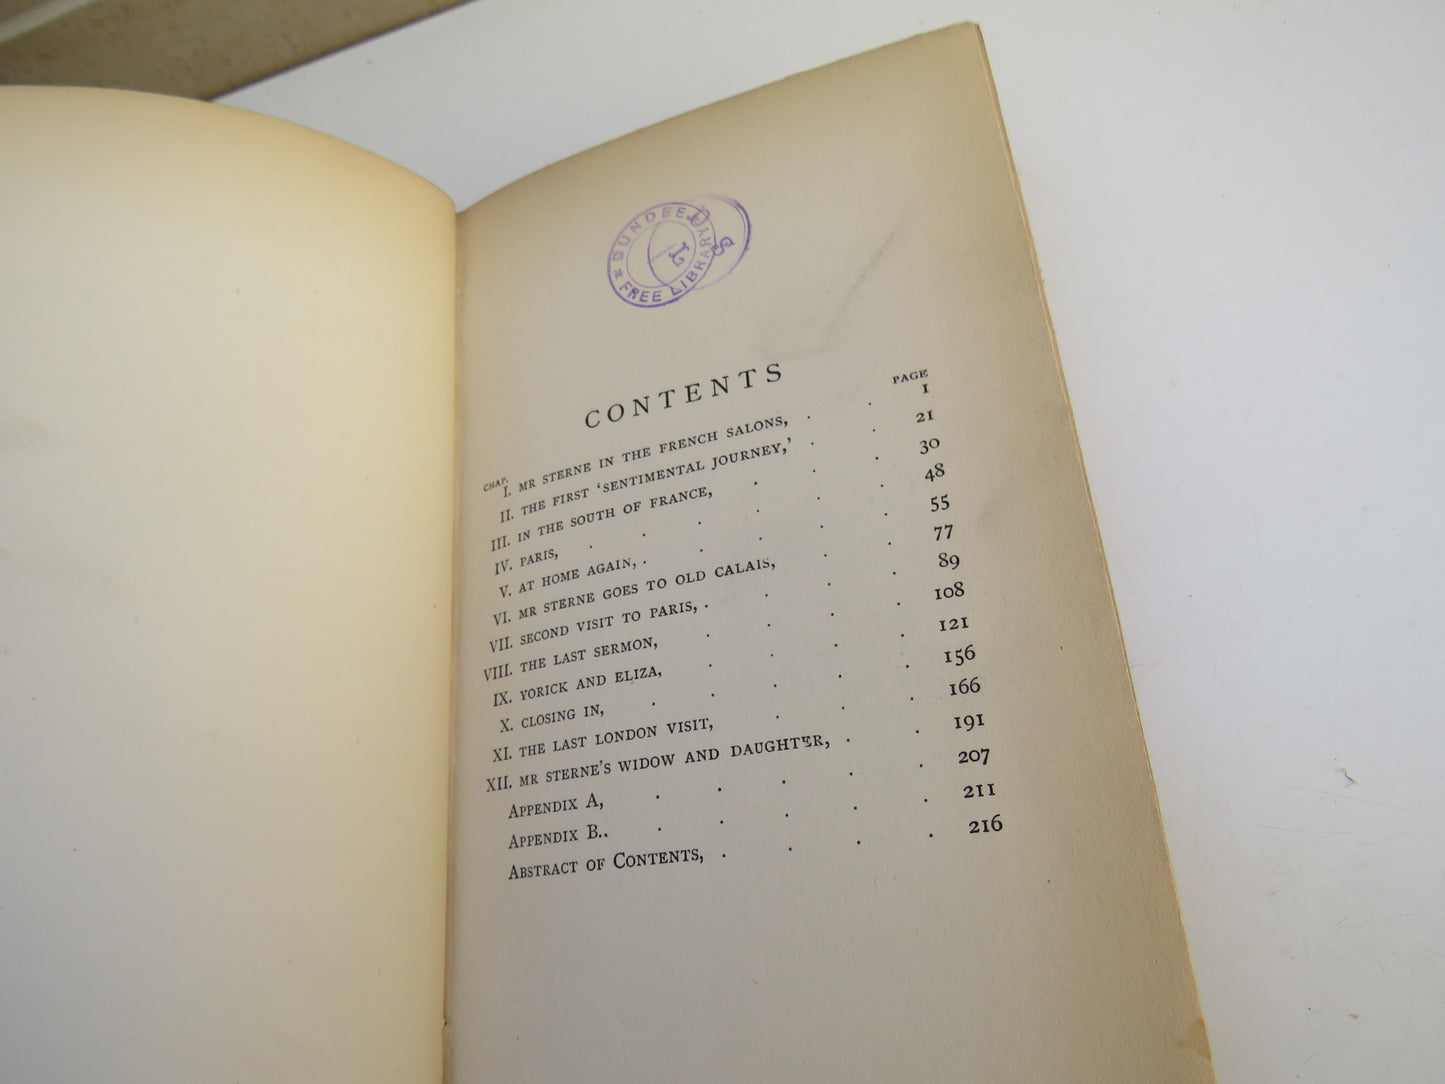 DUNDEE FREE LIBRARY
L
S
CONTENTS
CHAP. PAGE
I. MR STERNE IN THE FRENCH SALONS, . . 1
II. THE FIRST 'SENTIMENTAL JOURNEY,' . . 21
III. IN THE SOUTH OF FRANCE, . . . 30
IV. PARIS, . . . . . 48
V. AT HOME AGAIN, . . . . 55
VI. MR STERNE GOES TO OLD CALAIS, . . 77
VII. SECOND VISIT TO PARIS, . . . . 89
VIII. THE LAST SERMON, . . . . 108
IX. YORICK AND ELIZA, . . . . 121
X. CLOSING IN, . . . . . 156
XI. THE LAST LONDON VISIT, . . . 166
XII. MR STERNE'S WIDOW AND DAUGHTER, . . 191
APPENDIX A, . . . . . 207
APPENDIX B.. . . . . . 211
ABSTRACT OF CONTENTS, . . . . 216